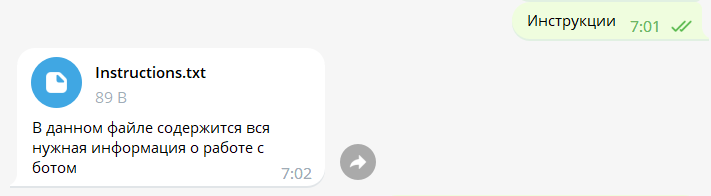 Инструкции
7:01
Instructions.txt
89 B
В данном файле содержится вся
нужная информация о работе с
ботом
7:02